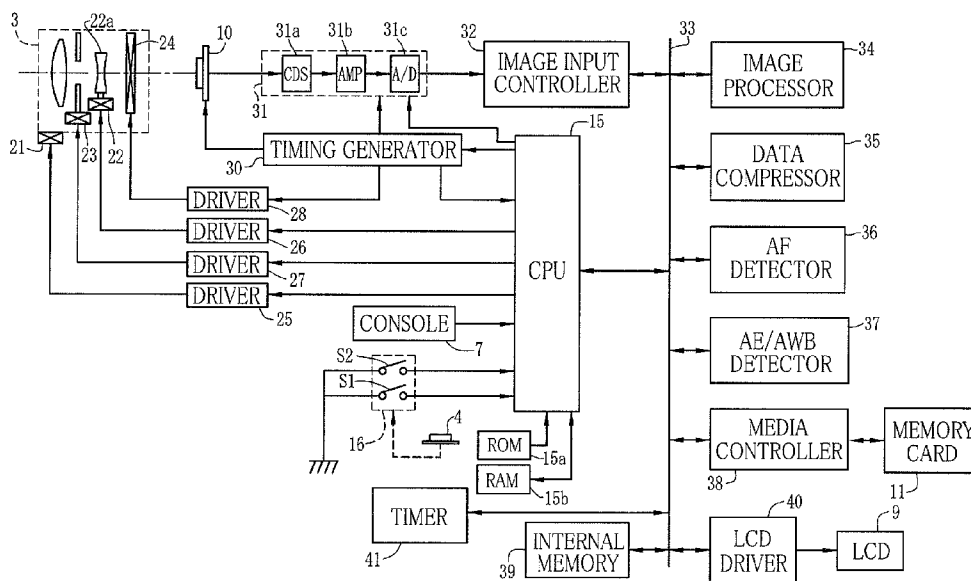 3
22a
24
10
31a
31b
31c
32
33
34
CDS
AMP
A/D
IMAGE INPUT
CONTROLLER
IMAGE
PROCESSOR
31
15
35
21
23
22
TIMING GENERATOR
30
DATA
COMPRESSOR
DRIVER
28
DRIVER
26
36
AF
DETECTOR
DRIVER
27
CPU
DRIVER
25
CONSOLE
7
37
AE/AWB
DETECTOR
S2
S1
16
4
ROM
15a
RAM
15b
MEDIA
CONTROLLER
38
MEMORY
CARD
11
TIMER
41
INTERNAL
MEMORY
39
40
LCD
DRIVER
9
LCD